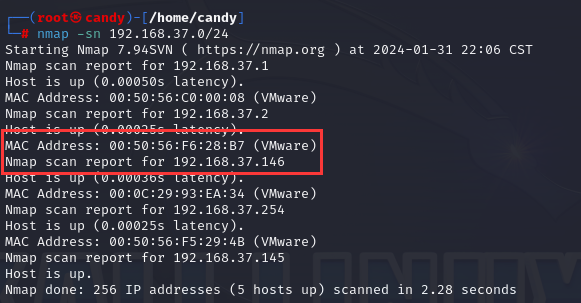 ┌──(root㉿candy)-[/home/candy]
└─# nmap -sn 192.168.37.0/24
Starting Nmap 7.94SVN ( https://nmap.org ) at 2024-01-31 22:06 CST
Nmap scan report for 192.168.37.1
Host is up (0.00050s latency).
MAC Address: 00:50:56:C0:00:08 (VMware)
Nmap scan report for 192.168.37.2
Host is up (0.00025s latency).
MAC Address: 00:50:56:F6:28:B7 (VMware)
Nmap scan report for 192.168.37.146
Host is up (0.00036s latency).
MAC Address: 00:0C:29:93:EA:34 (VMware)
Nmap scan report for 192.168.37.254
Host is up (0.00025s latency).
MAC Address: 00:50:56:F5:29:4B (VMware)
Nmap scan report for 192.168.37.145
Host is up.
Nmap done: 256 IP addresses (5 hosts up) scanned in 2.28 seconds